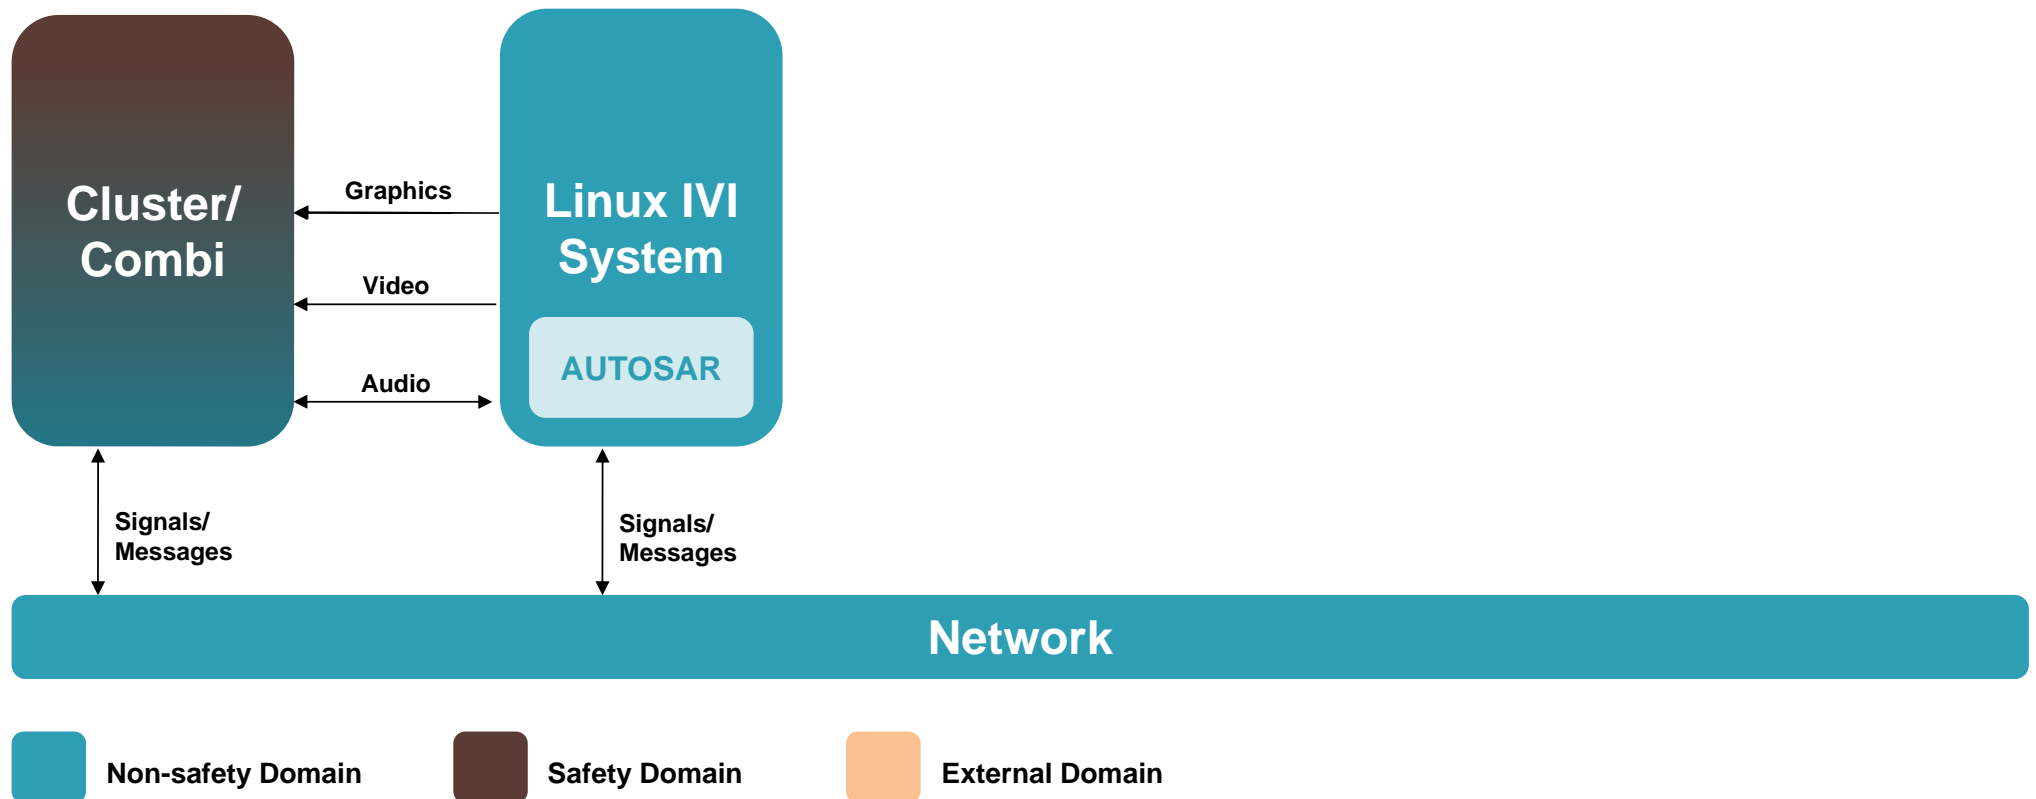 Cluster/
Combi
Graphics
Video
Audio
Linux IVI
System
AUTOSAR
Signals/
Messages
Signals/
Messages
Network
Non-safety Domain
Safety Domain
External Domain